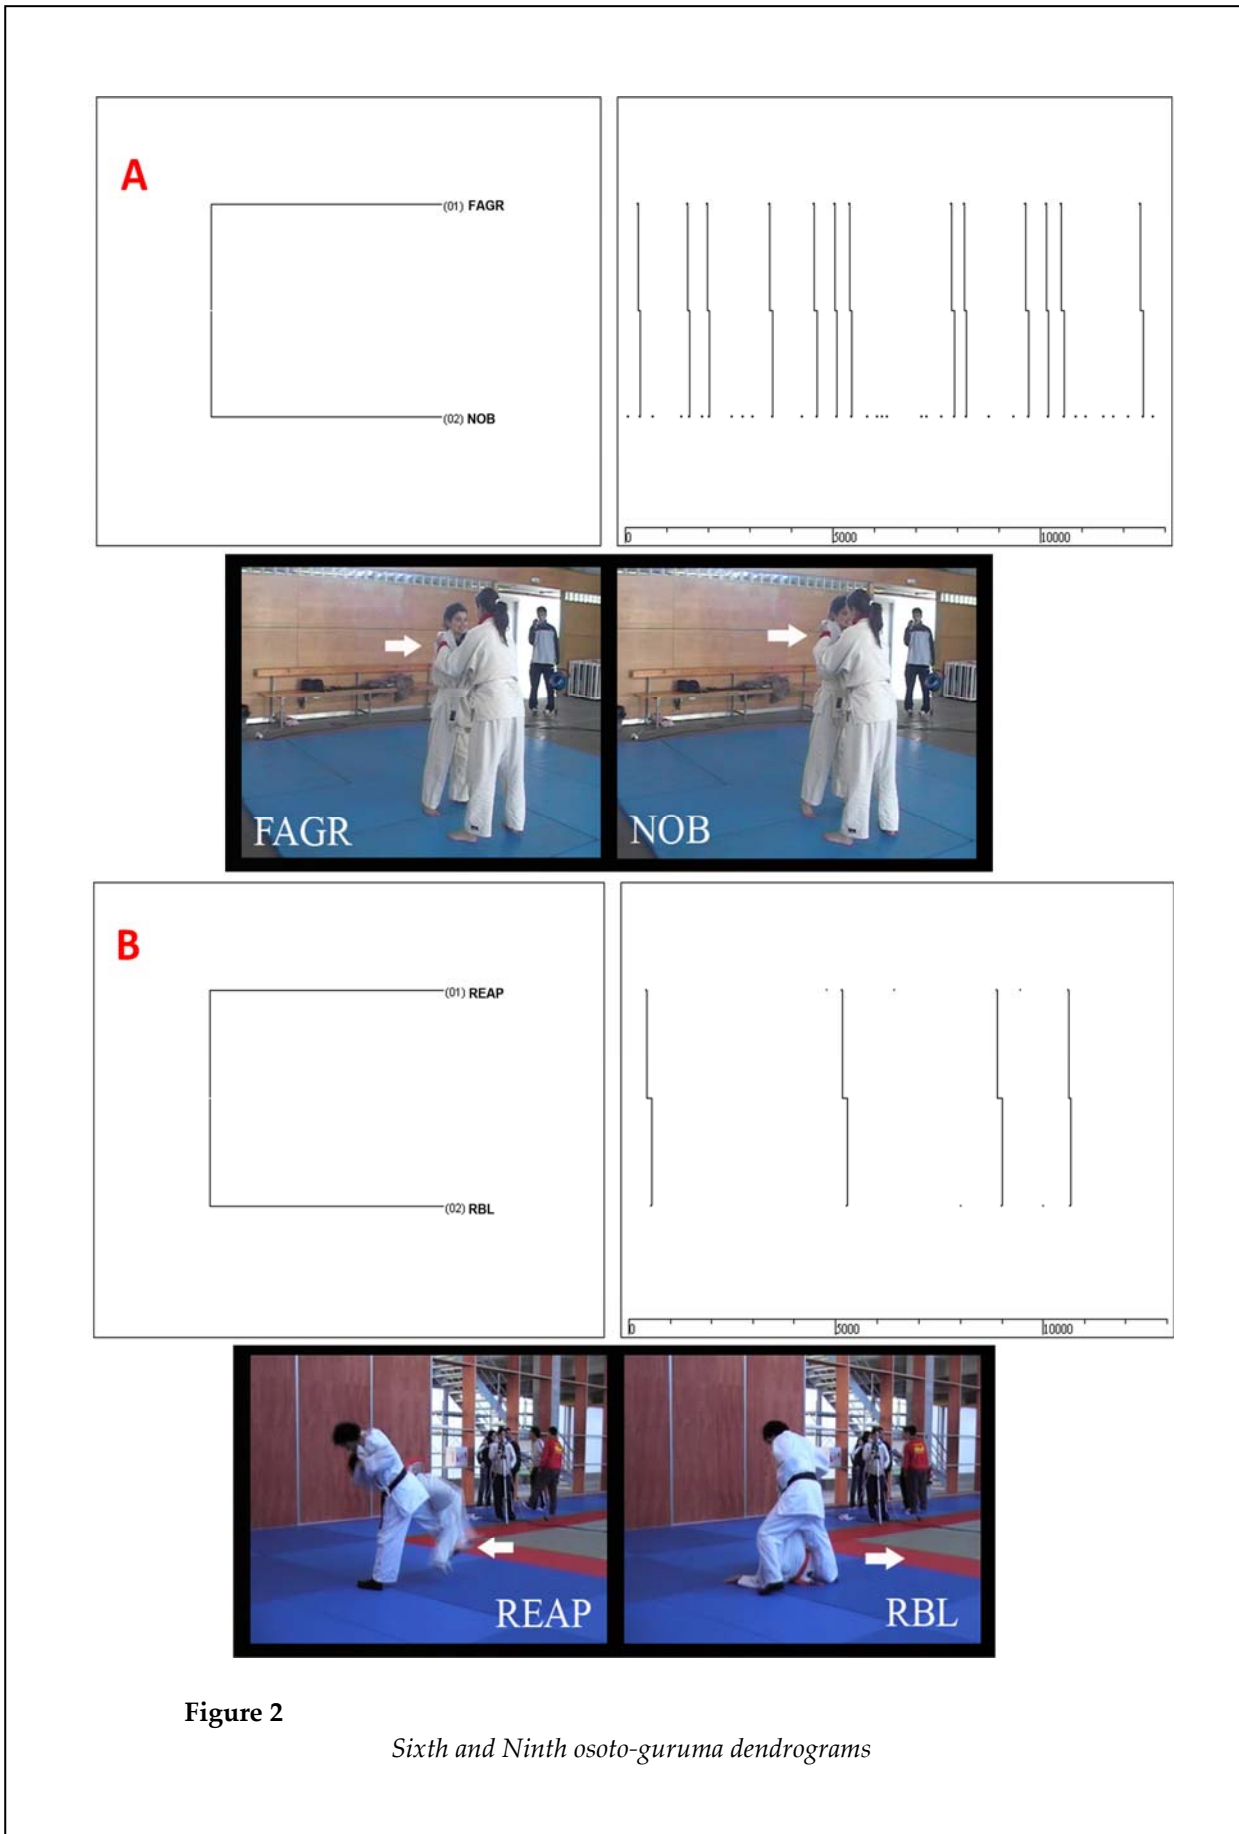 A
(01) FAGR
(02) NOB
0 5000 10000
FAGR NOB
B
(01) REAP
(02) RBL
0 5000 10000
REAP RBL
Figure 2
Sixth and Ninth osoto-guruma dendrograms